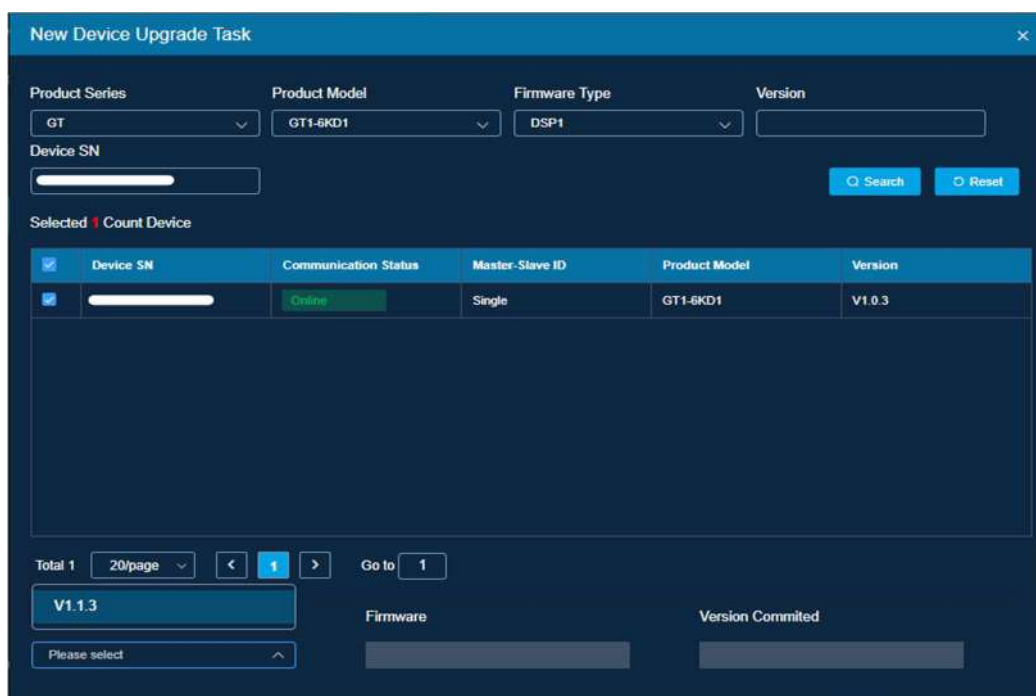 New Device Upgrade Task
Product Series Product Model Firmware Type Version
GT GT1-6KD1 DSP1
Device SN
Search Reset
Selected 1 Count Device
Device SN Communication Status Master-Slave ID Product Model Version
Online Single GT1-6KD1 V1.0.3
Total 1 20/page < 1 > Go to 1
V1.1.3
Firmware Version Commited
Please select